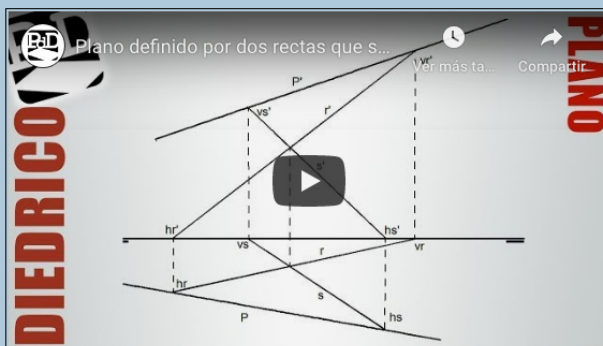 Plano definido por dos rectas que s...
Ver más ta...
Compartir
DIEDRICO
PLANO
P'
vr'
r'
vs'
s'
hr'
vs
hs'
vr
r
hr
s
P
hs